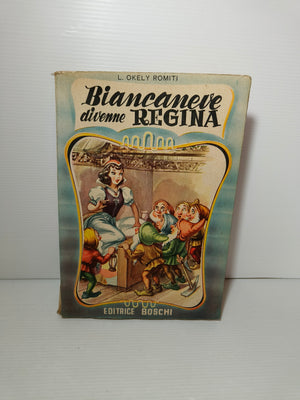 L. OKELY ROMITI
Biancaneve
divenne REGINA
EDITRICE BOSCHI